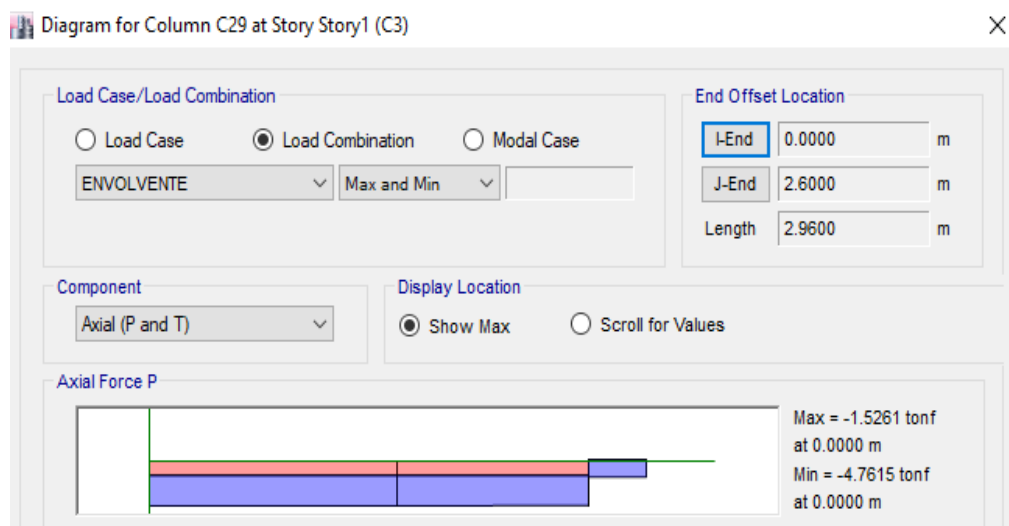 Diagram for Column C29 at Story Story1 (C3)
Load Case/Load Combination
Load Case Load Combination Modal Case
ENVOLVENTE Max and Min
End Offset Location
I-End 0.0000 m
J-End 2.6000 m
Length 2.9600 m
Component
Axial (P and T)
Display Location
Show Max Scroll for Values
Axial Force P
Max = -1.5261 tonf
at 0.0000 m
Min = -4.7615 tonf
at 0.0000 m